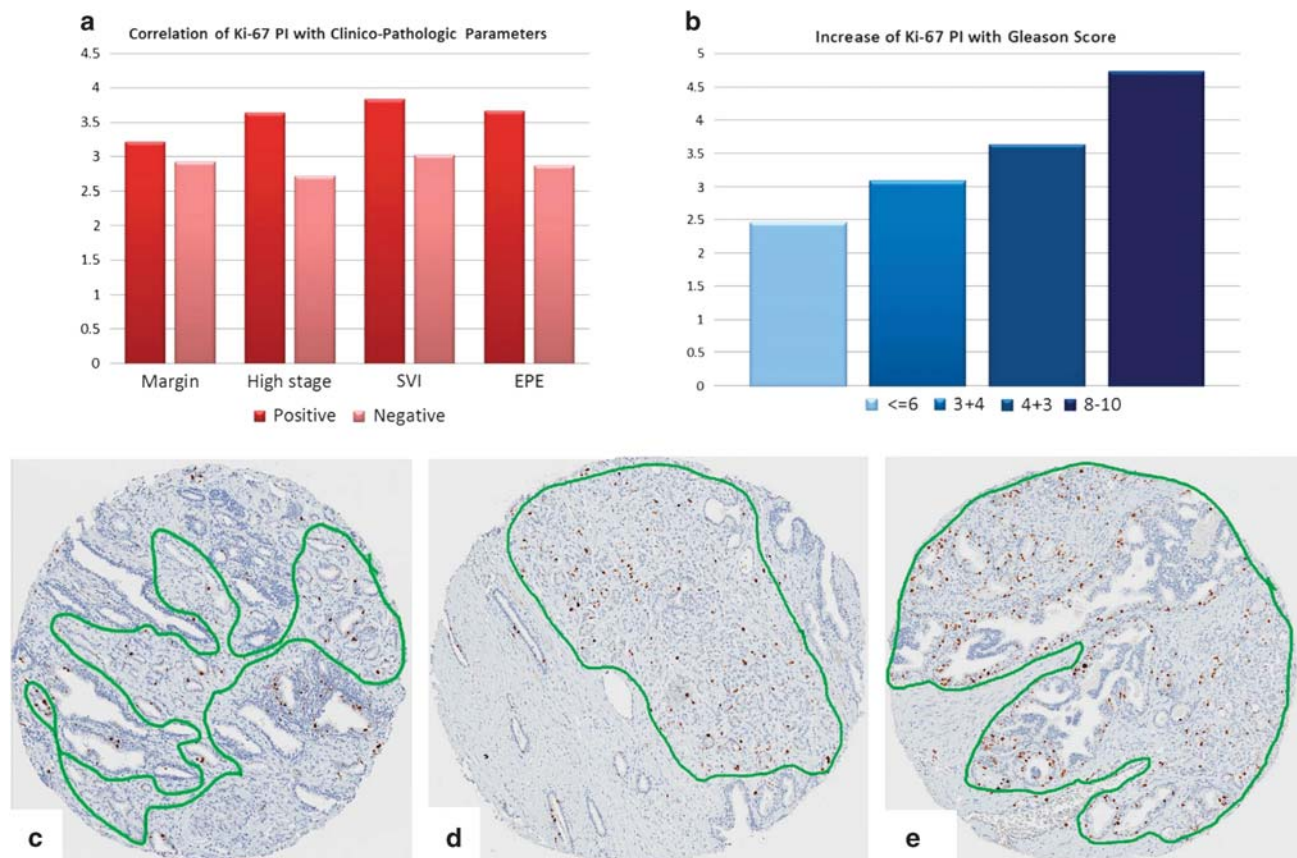 a
Correlation of Ki-67 PI with Clinico-Pathologic Parameters
4.5
4
3.5
3
2.5
2
1.5
1
0.5
0
Margin High stage SVI EPE
Positive Negative
b
Increase of Ki-67 PI with Gleason Score
5
4.5
4
3.5
3
2.5
2
1.5
1
0.5
0
<=6 3+4 4+3 8-10
c
d
e